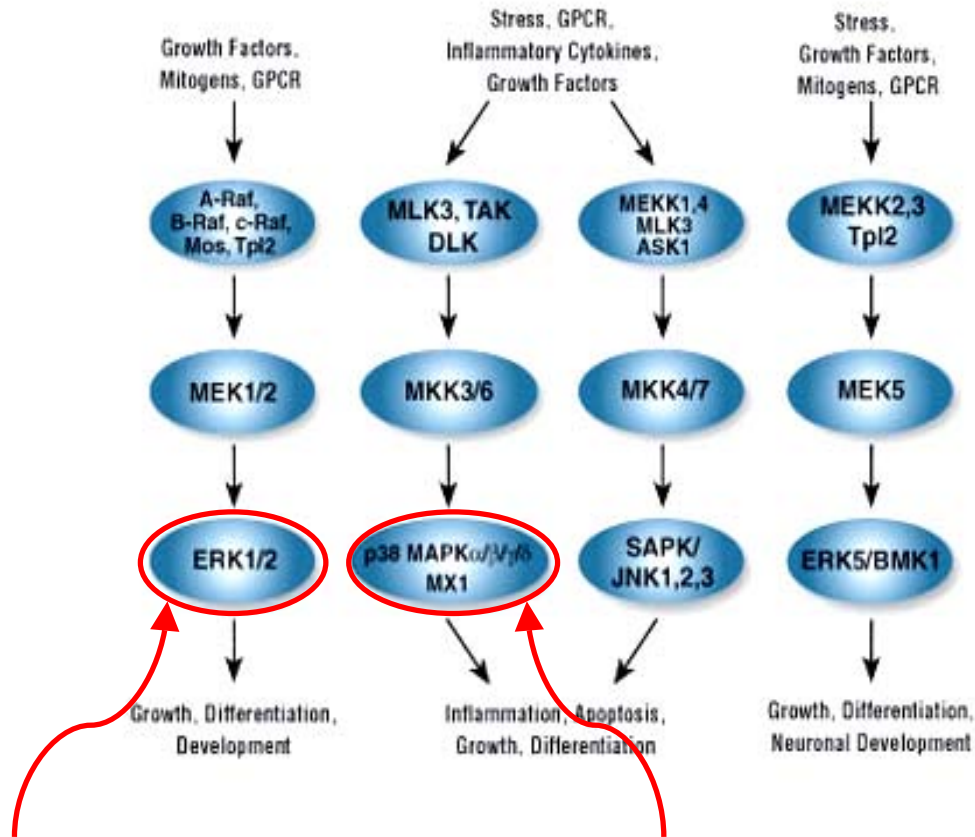 Growth Factors,
Mitogens, GPCR
Stress, GPCR,
Inflammatory Cytokines,
Growth Factors
Stress,
Growth Factors,
Mitogens, GPCR
A-Raf,
B-Raf, c-Raf,
Mos, Tpl2
MLK3, TAK
DLK
MEKK1,4
MLK3
ASK1
MEKK2,3
Tpl2
MEK1/2
MKK3/6
MKK4/7
MEK5
ERK1/2
p38 MAPKα/β/γ/δ
MX1
SAPK/
JNK1,2,3
ERK5/BMK1
Growth, Differentiation,
Development
Inflammation, Apoptosis,
Growth, Differentiation
Growth, Differentiation,
Neuronal Development